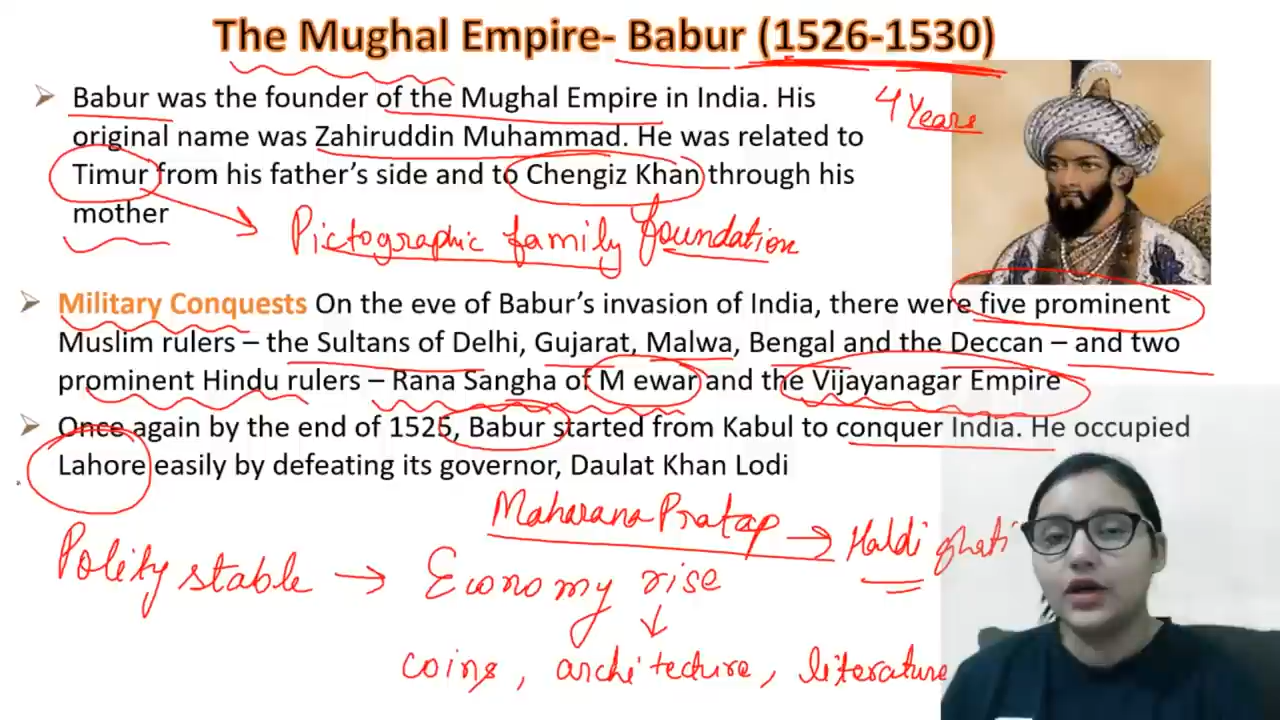 The Mughal Empire- Babur (1526-1530)
➢ Babur was the founder of the Mughal Empire in India. His
original name was Zahiruddin Muhammad. He was related to
Timur from his father's side and to Chengiz Khan through his
mother
4 Years
Pictographic family foundation
➢ Military Conquests On the eve of Babur's invasion of India, there were five prominent
Muslim rulers – the Sultans of Delhi, Gujarat, Malwa, Bengal and the Deccan – and two
prominent Hindu rulers – Rana Sangha of M ewar and the Vijayanagar Empire
➢ Once again by the end of 1525, Babur started from Kabul to conquer India. He occupied
Lahore easily by defeating its governor, Daulat Khan Lodi
Maharana Pratap → Haldi ghati
Polity stable → Economy rise
↓
coins, architecture, literature